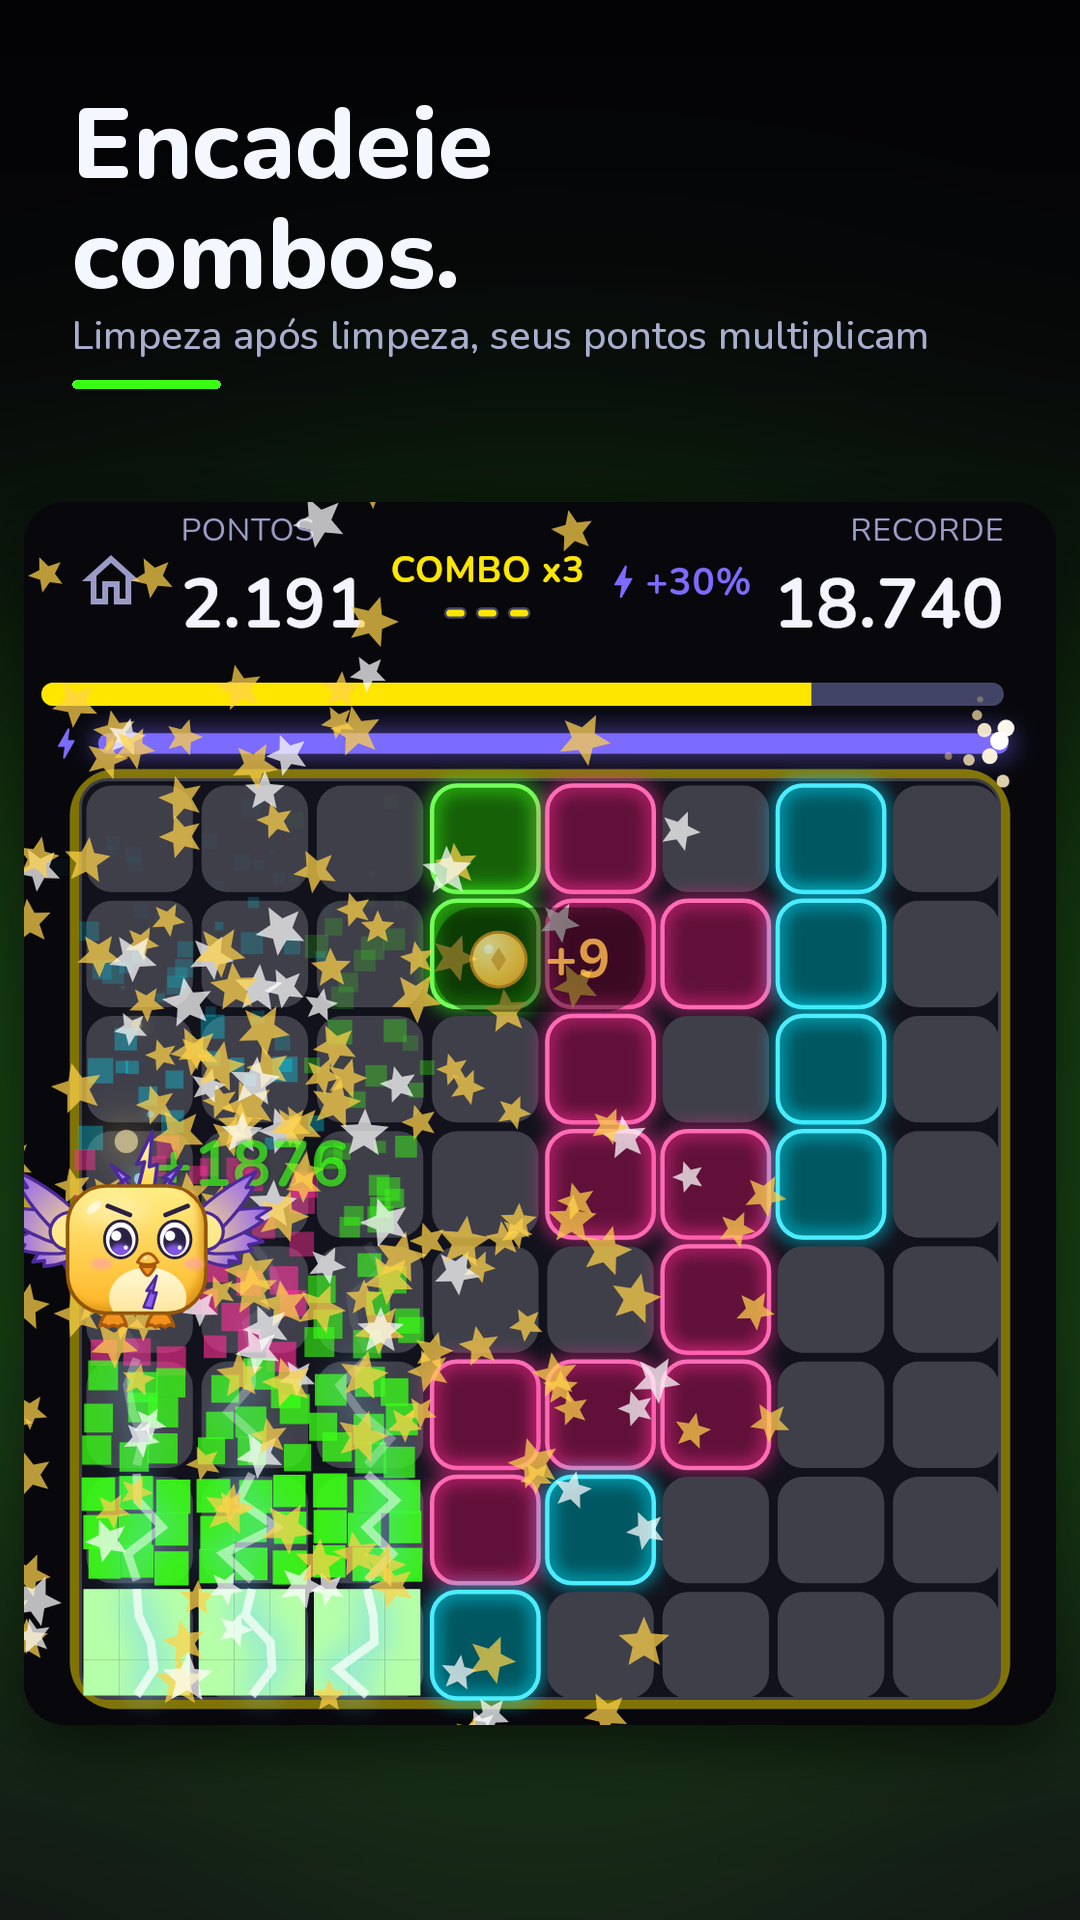 Encadeie
combos.
Limpeza após limpeza, seus pontos multiplicam
PONTOS
RECORDE
COMBO x3
+30%
2.191
18.740
+9
+1876